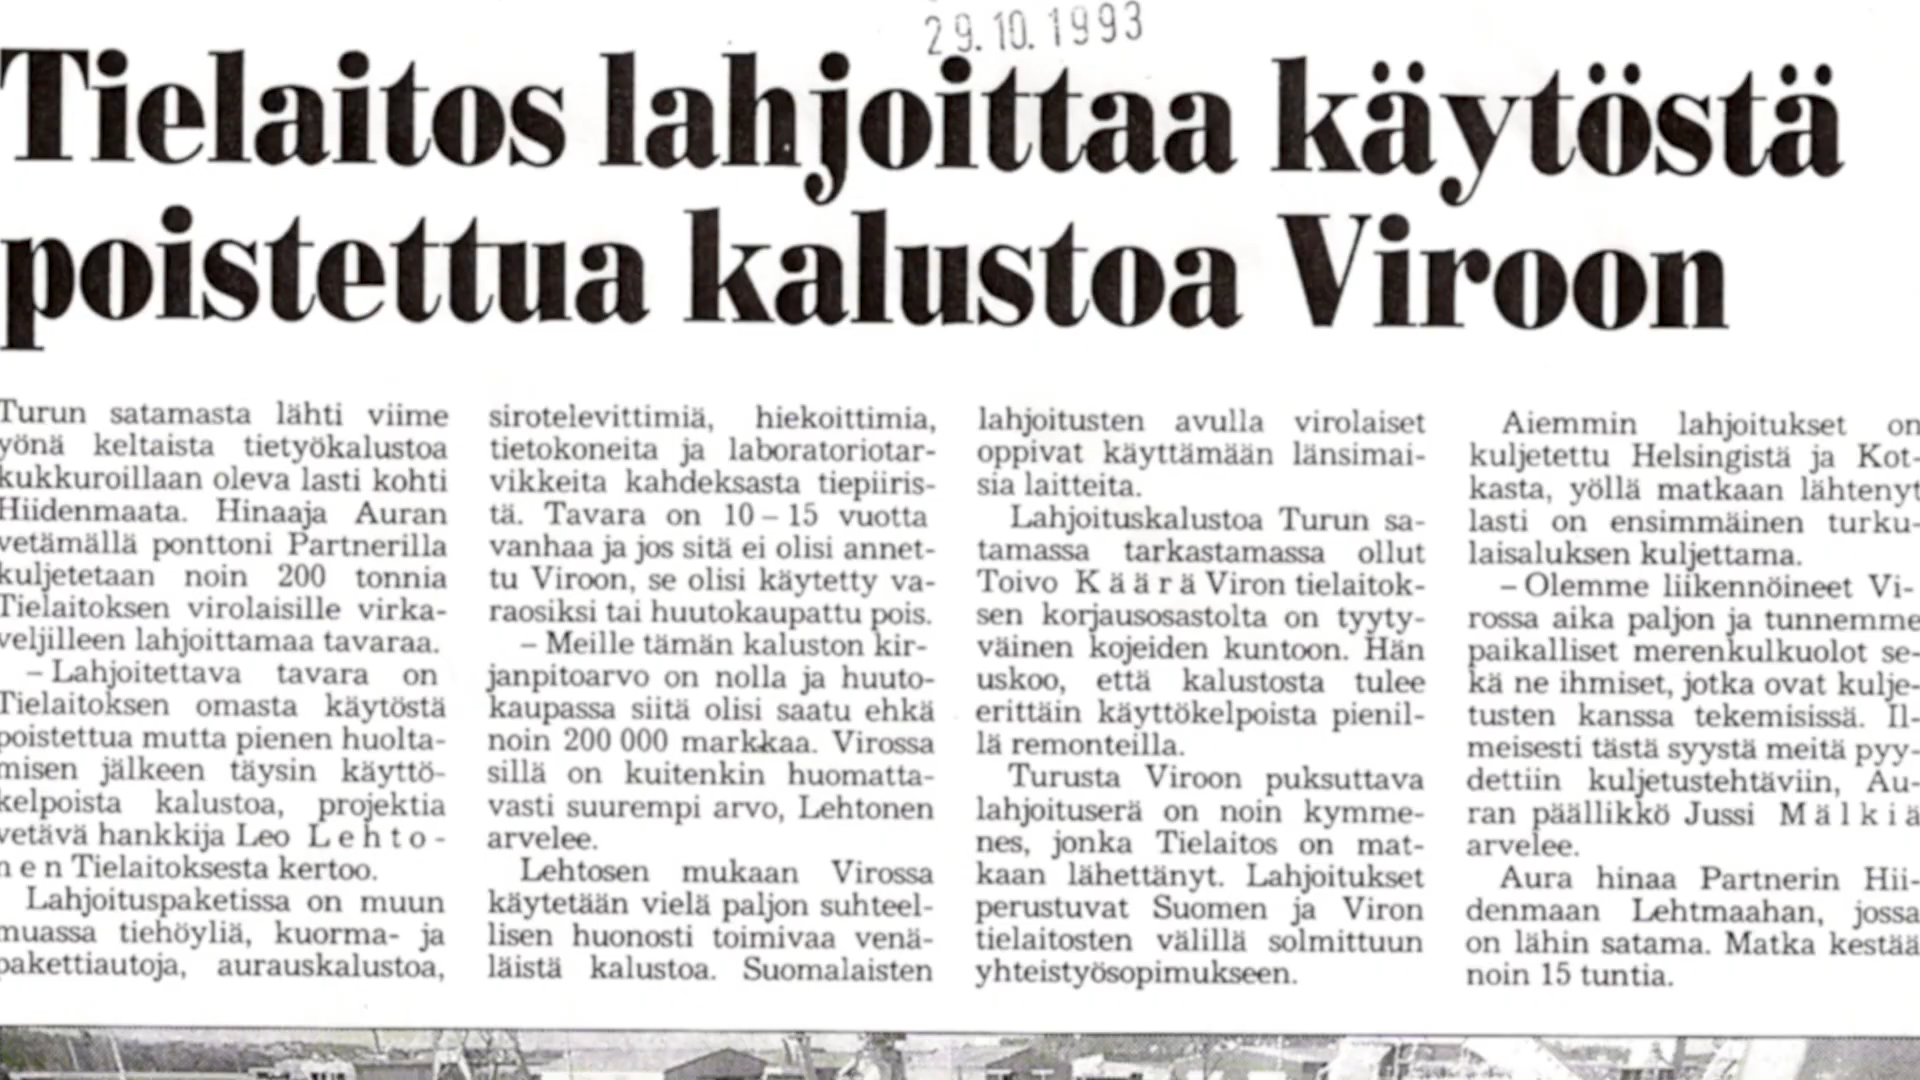 29.10.1993
Tielaitos lahjoittaa käytöstä
poistettua kalustoa Viroon
Turun satamasta lähti viime
yönä keltaista tietyökalustoa
kukkuroillaan oleva lasti kohti
Hiidenmaata. Hinaaja Auran
vetämällä ponttoni Partnerilla
kuljetetaan noin 200 tonnia
Tielaitoksen virolaisille virka-
veljilleen lahjoittamaa tavaraa.
– Lahjoitettava tavara on
Tielaitoksen omasta käytöstä
poistettua mutta pienen huolta-
misen jälkeen täysin käyttö-
kelpoista kalustoa, projektia
vetävä hankkija Leo Lehto-
nen Tielaitoksesta kertoo.
Lahjoituspaketissa on muun
muassa tiehöyliä, kuorma- ja
pakettiautoja, aurauskalustoa,
sirotelevittimiä, hiekoittimia,
tietokoneita ja laboratoriotar-
vikkeita kahdeksasta tiepiiris-
tä. Tavara on 10 – 15 vuotta
vanhaa ja jos sitä ei olisi annet-
tu Viroon, se olisi käytetty va-
raosiksi tai huutokaupattu pois.
– Meille tämän kaluston kir-
janpitoarvo on nolla ja huuto-
kaupassa siitä olisi saatu ehkä
noin 200 000 markkaa. Virossa
sillä on kuitenkin huomatta-
vasti suurempi arvo, Lehtonen
arvelee.
Lehtosen mukaan Virossa
käytetään vielä paljon suhteel-
lisen huonosti toimivaa venä-
läistä kalustoa. Suomalaisten
lahjoitusten avulla virolaiset
oppivat käyttämään länsimai-
sia laitteita.
Lahjoituskalustoa Turun sa-
tamassa tarkastamassa ollut
Toivo Käärä Viron tielaitok-
sen korjausosastolta on tyyty-
väinen kojeiden kuntoon. Hän
uskoo, että kalustosta tulee
erittäin käyttökelpoista pienil-
lä remonteilla.
Turusta Viroon puksuttava
lahjoituserä on noin kymme-
nes, jonka Tielaitos on mat-
kaan lähettänyt. Lahjoitukset
perustuvat Suomen ja Viron
tielaitosten välillä solmittuun
yhteistyösopimukseen.
Aiemmin lahjoitukset on
kuljetettu Helsingistä ja Kot-
kasta, yöllä matkaan lähtenyt
lasti on ensimmäinen turku-
laisaluksen kuljettama.
– Olemme liikennöineet Vi-
rossa aika paljon ja tunnemme
paikalliset merenkulkuolot se-
kä ne ihmiset, jotka ovat kulje-
tusten kanssa tekemisissä. Il-
meisesti tästä syystä meitä pyy-
dettiin kuljetustehtäviin, Au-
ran päällikkö Jussi Mälkiä
arvelee.
Aura hinaa Partnerin Hii-
denmaan Lehtmaahan, jossa
on lähin satama. Matka kestää
noin 15 tuntia.